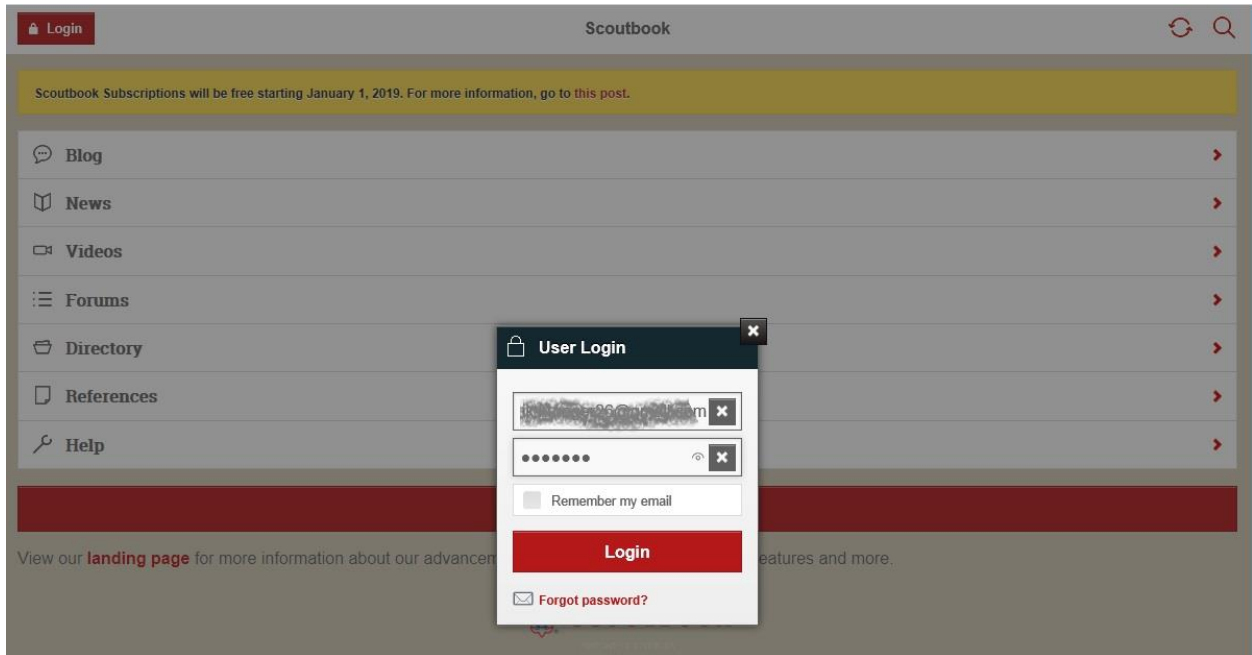 Login
Scoutbook
Scoutbook Subscriptions will be free starting January 1, 2019. For more information, go to this post.
Blog
News
Videos
Forums
Directory
References
Help
User Login
Remember my email
Login
Forgot password?
View our landing page for more information about our advancem eatures and more.